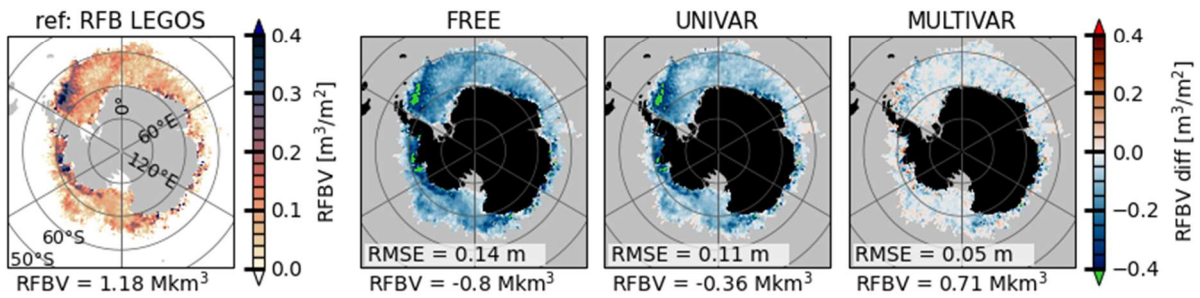 ref: RFB LEGOS
FREE
UNIVAR
MULTIVAR
0°
60°E
120°E
60°S
50°S
0.4
0.3
0.2
0.1
0.0
RFBV [m³/m²]
RMSE = 0.14 m
RMSE = 0.11 m
RMSE = 0.05 m
0.4
0.2
0.0
−0.2
−0.4
RFBV diff [m³/m²]
RFBV = 1.18 Mkm³
RFBV = -0.8 Mkm³
RFBV = -0.36 Mkm³
RFBV = 0.71 Mkm³